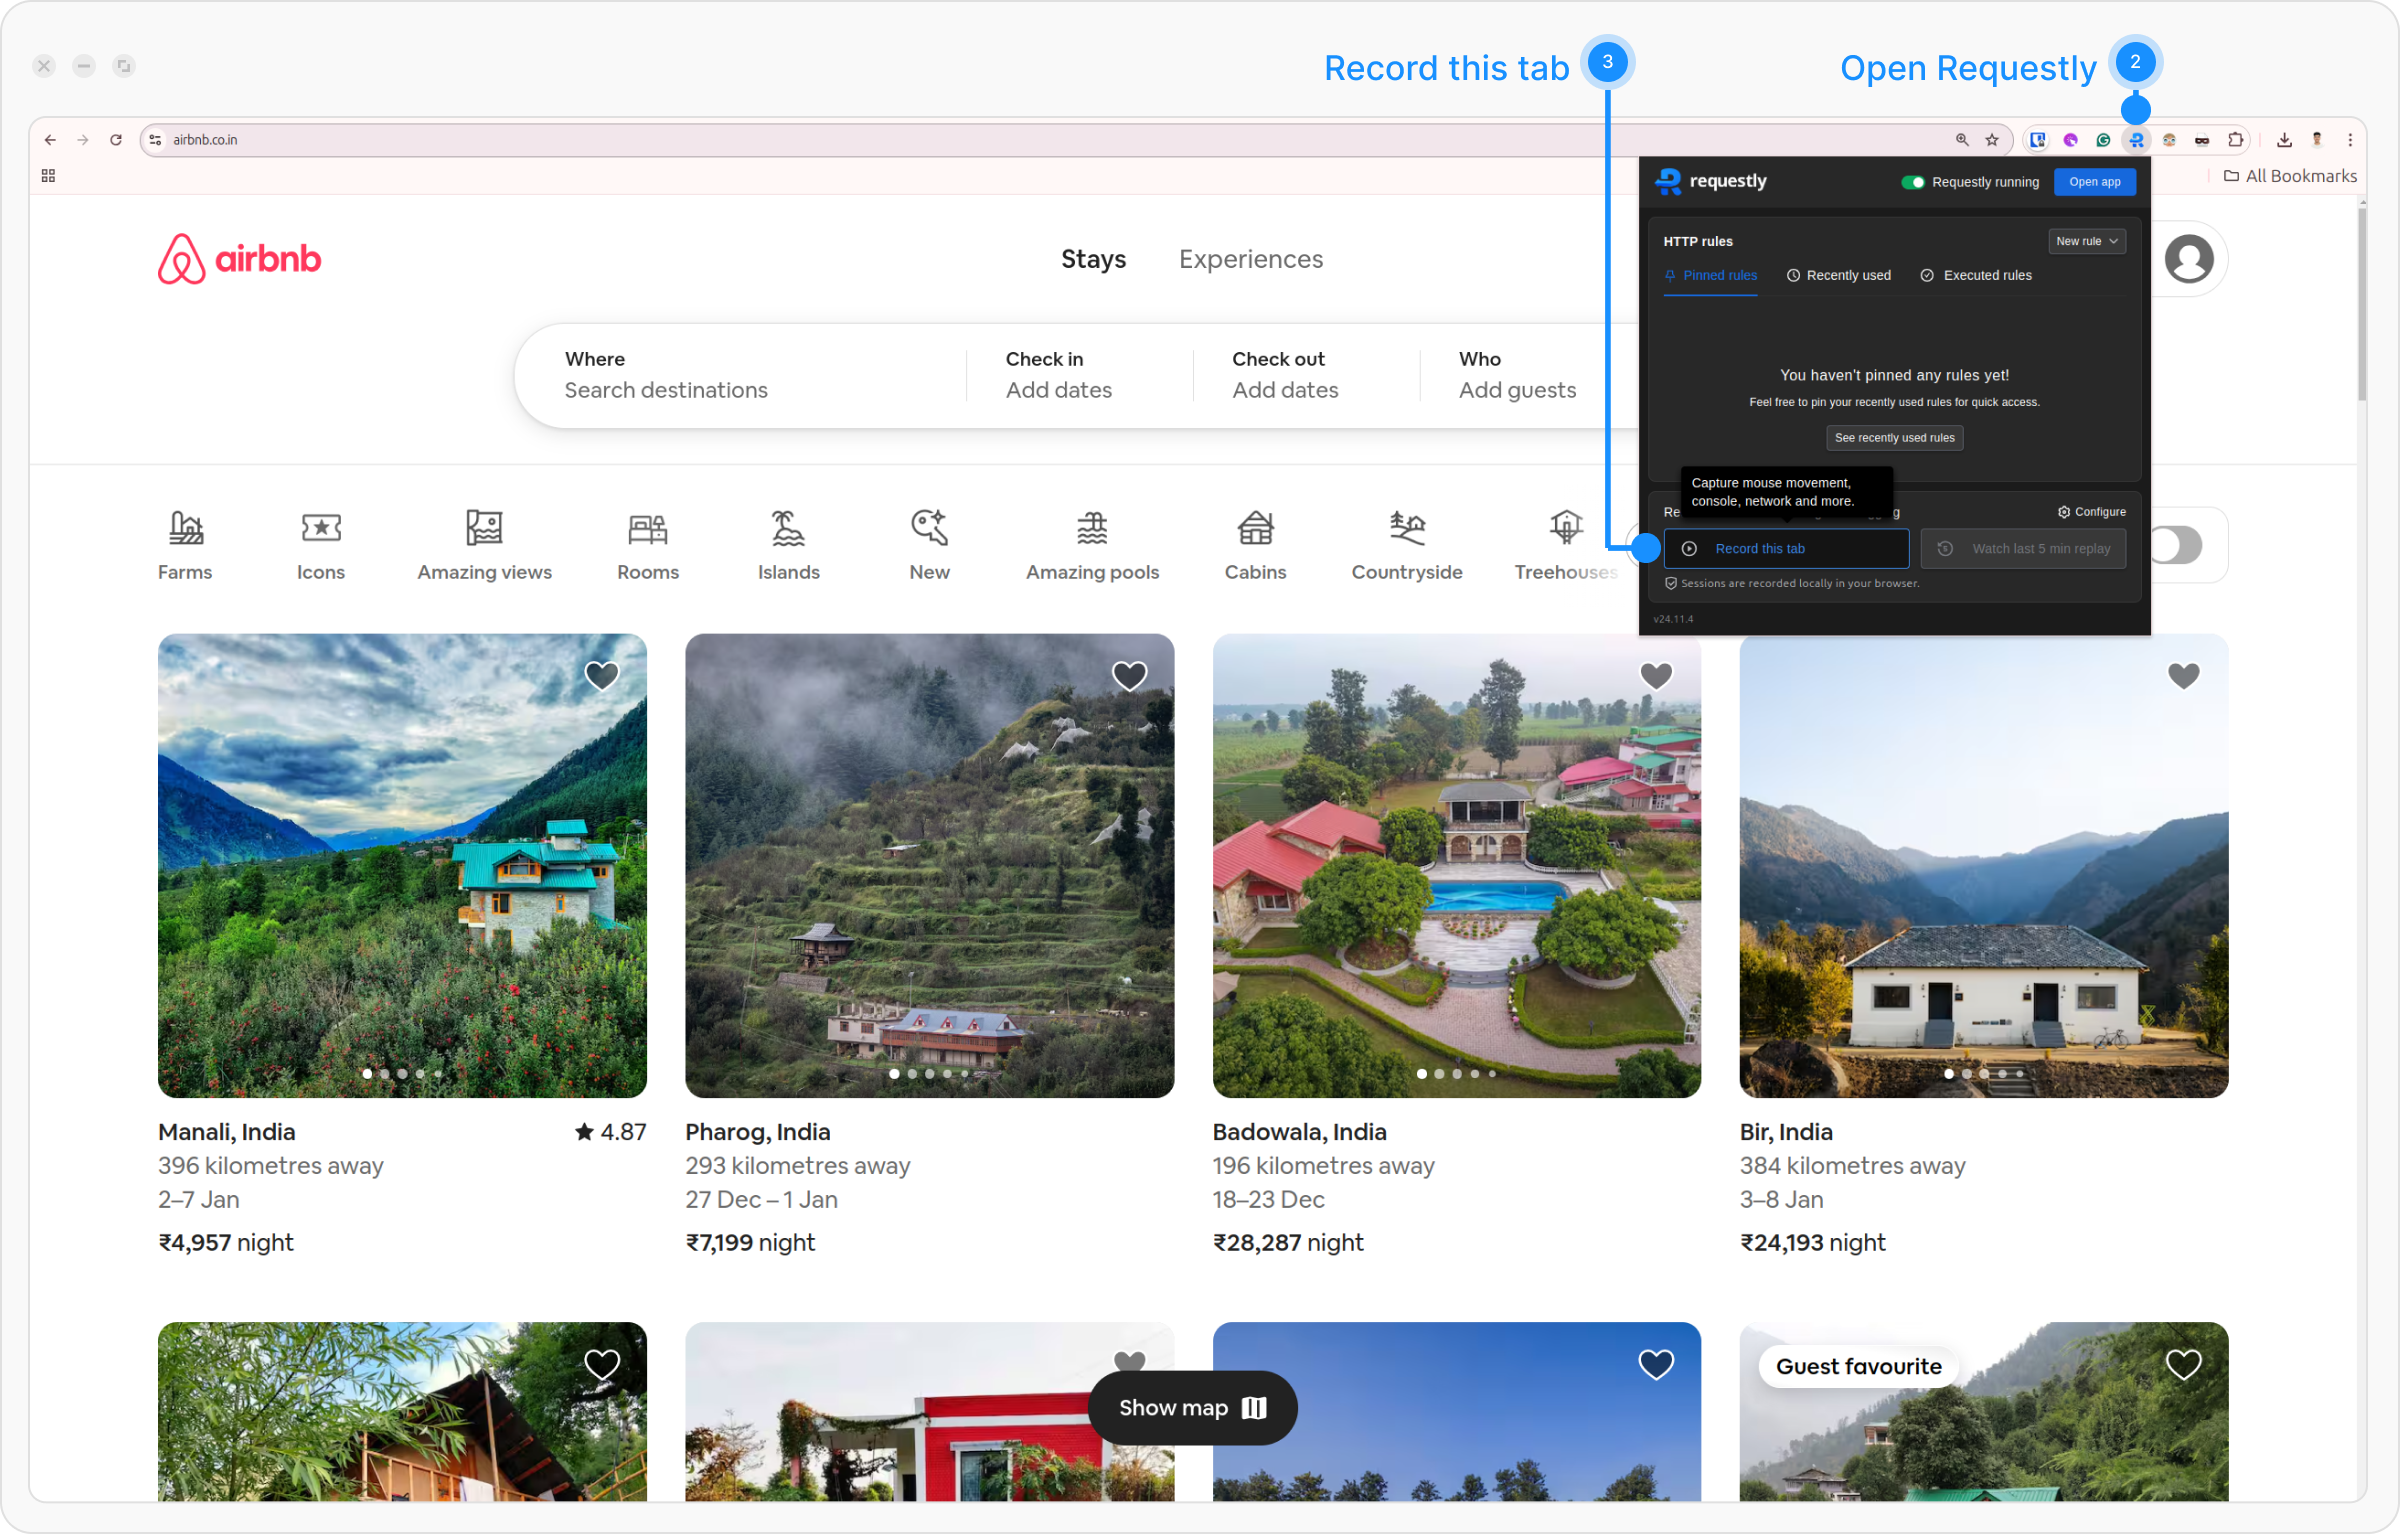 Record this tab 3
Open Requestly 2
airbnb.co.in
All Bookmarks
requestly
Requestly running
Open app
airbnb
Stays
Experiences
HTTP rules
New rule
Pinned rules
Recently used
Executed rules
Where
Search destinations
Check in
Add dates
Check out
Add dates
Who
Add guests
You haven't pinned any rules yet!
Feel free to pin your recently used rules for quick access.
See recently used rules
Capture mouse movement,
console, network and more.
Configure
Record this tab
Watch last 5 min replay
Sessions are recorded locally in your browser.
v24.11.4
Farms
Icons
Amazing views
Rooms
Islands
New
Amazing pools
Cabins
Countryside
Treehouses
Manali, India
4.87
396 kilometres away
2–7 Jan
₹4,957 night
Pharog, India
293 kilometres away
27 Dec – 1 Jan
₹7,199 night
Badowala, India
196 kilometres away
18–23 Dec
₹28,287 night
Bir, India
384 kilometres away
3–8 Jan
₹24,193 night
Show map
Guest favourite